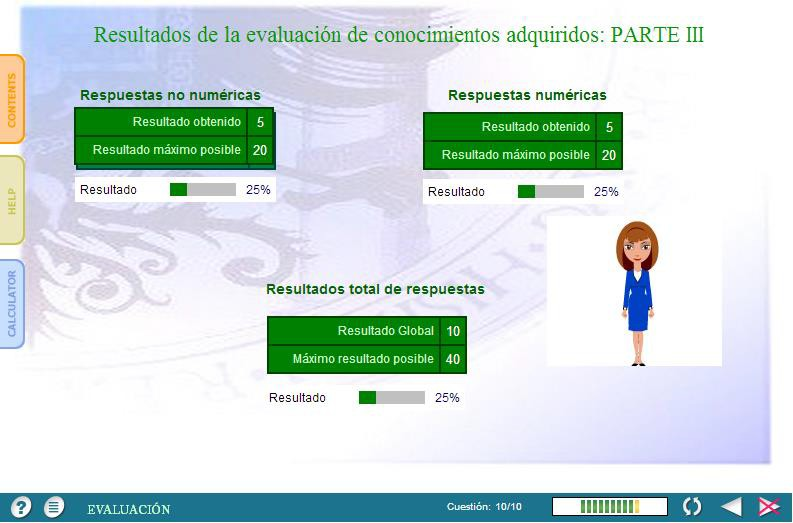 Resultados de la evaluación de conocimientos adquiridos: PARTE III
CONTENTS
HELP
CALCULATOR
Respuestas no numéricas
Resultado obtenido 5
Resultado máximo posible 20
Resultado 25%
Respuestas numéricas
Resultado obtenido 5
Resultado máximo posible 20
Resultado 25%
Resultados total de respuestas
Resultado Global 10
Máximo resultado posible 40
Resultado 25%
? EVALUACIÓN Cuestión: 10/10